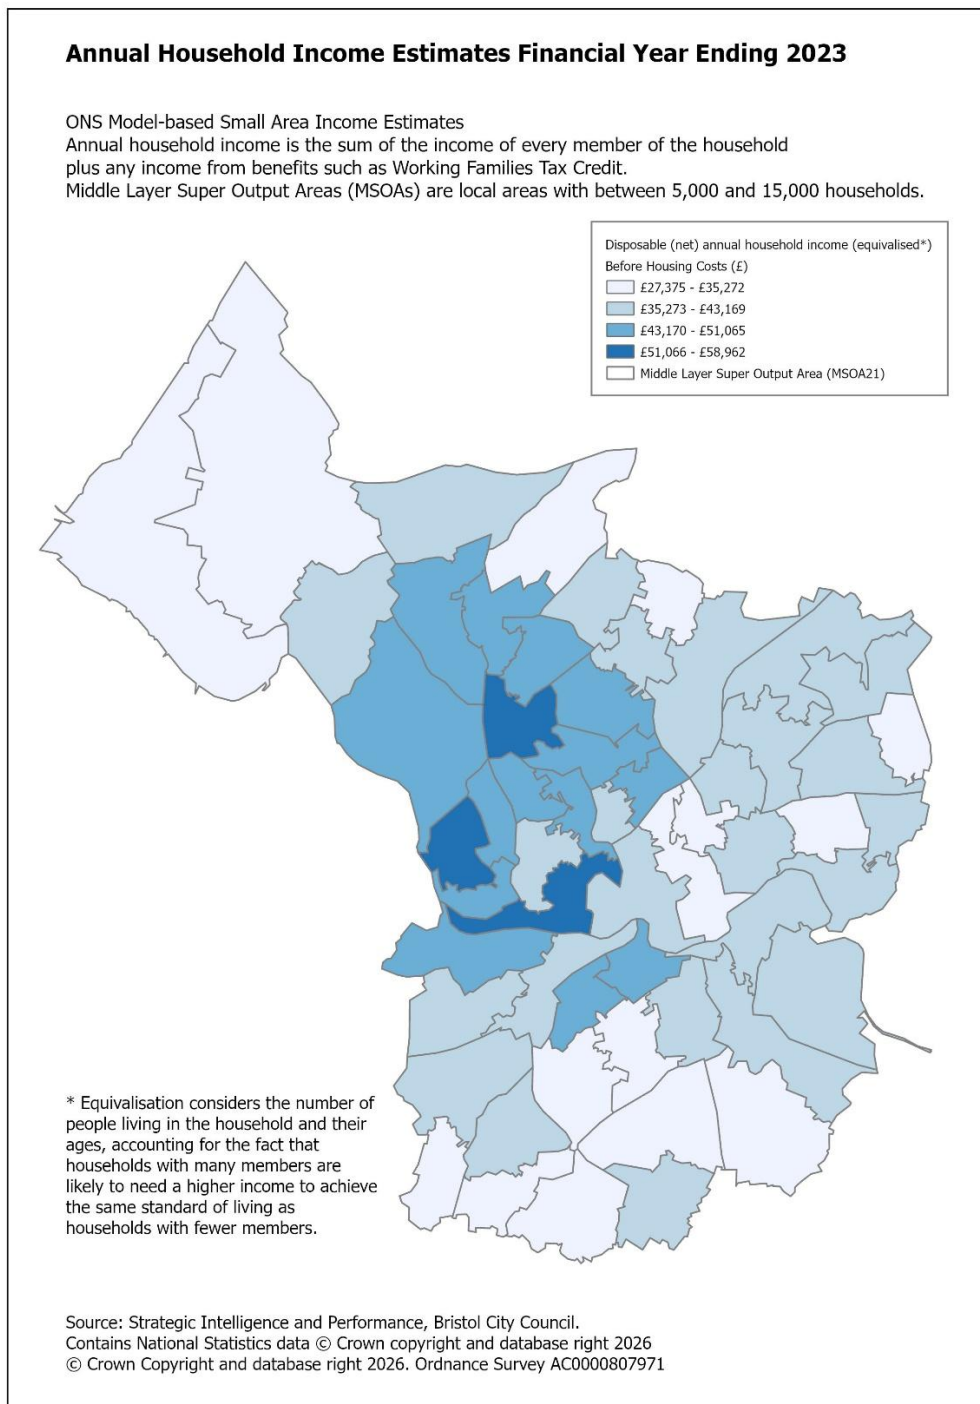 Annual Household Income Estimates Financial Year Ending 2023
ONS Model-based Small Area Income Estimates
Annual household income is the sum of the income of every member of the household
plus any income from benefits such as Working Families Tax Credit.
Middle Layer Super Output Areas (MSOAs) are local areas with between 5,000 and 15,000 households.
Disposable (net) annual household income (equivalised*)
Before Housing Costs (£)
£27,375 - £35,272
£35,273 - £43,169
£43,170 - £51,065
£51,066 - £58,962
Middle Layer Super Output Area (MSOA21)
* Equivalisation considers the number of
people living in the household and their
ages, accounting for the fact that
households with many members are
likely to need a higher income to achieve
the same standard of living as
households with fewer members.
Source: Strategic Intelligence and Performance, Bristol City Council.
Contains National Statistics data © Crown copyright and database right 2026
© Crown Copyright and database right 2026. Ordnance Survey AC0000807971